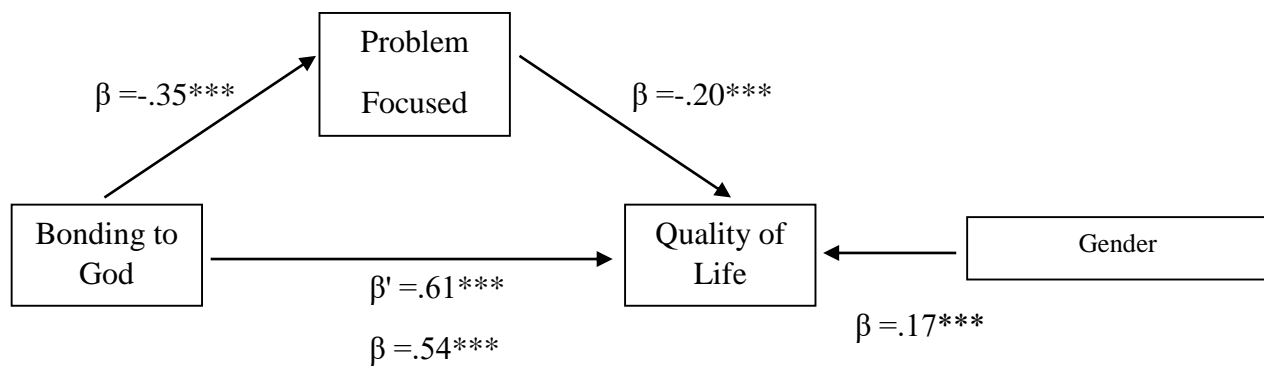 Problem
Focused
β =-.35***
β =-.20***
Bonding to
God
Quality of
Life
Gender
β' =.61***
β =.54***
β =.17***